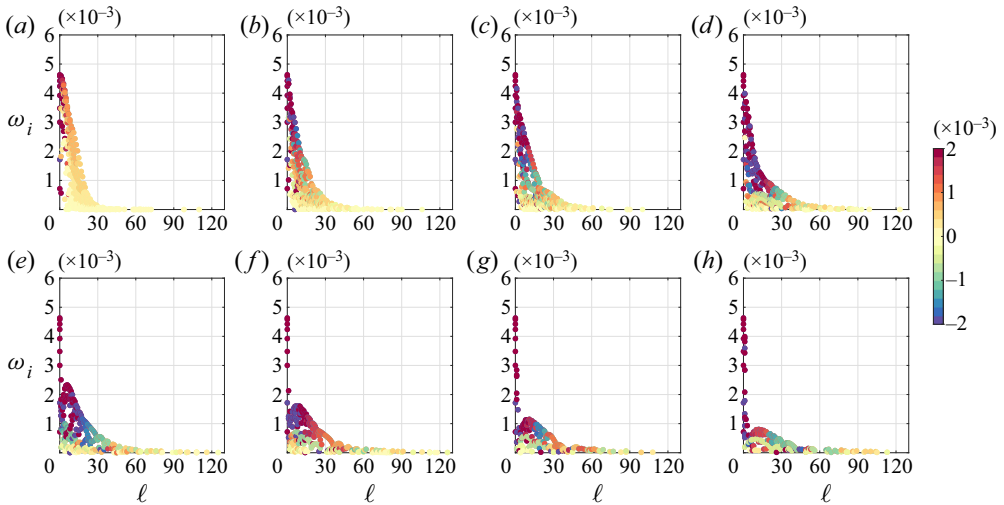 (a) (×10–3) (b) (×10–3) (c) (×10–3) (d) (×10–3)
6 6 6 6
5 5 5 5
4 4 4 4
ωi 3 3 3 3 (×10–3)
2 2 2 2 2
1 1 1 1 1
0 30 60 90 120 0 30 60 90 120 0 30 60 90 120 0 30 60 90 120 0
(e) (×10–3) (f) (×10–3) (g) (×10–3) (h) (×10–3) –1
6 6 6 6 –2
5 5 5 5
4 4 4 4
ωi 3 3 3 3
2 2 2 2
1 1 1 1
0 30 60 90 120 0 30 60 90 120 0 30 60 90 120 0 30 60 90 120
ℓ ℓ ℓ ℓ